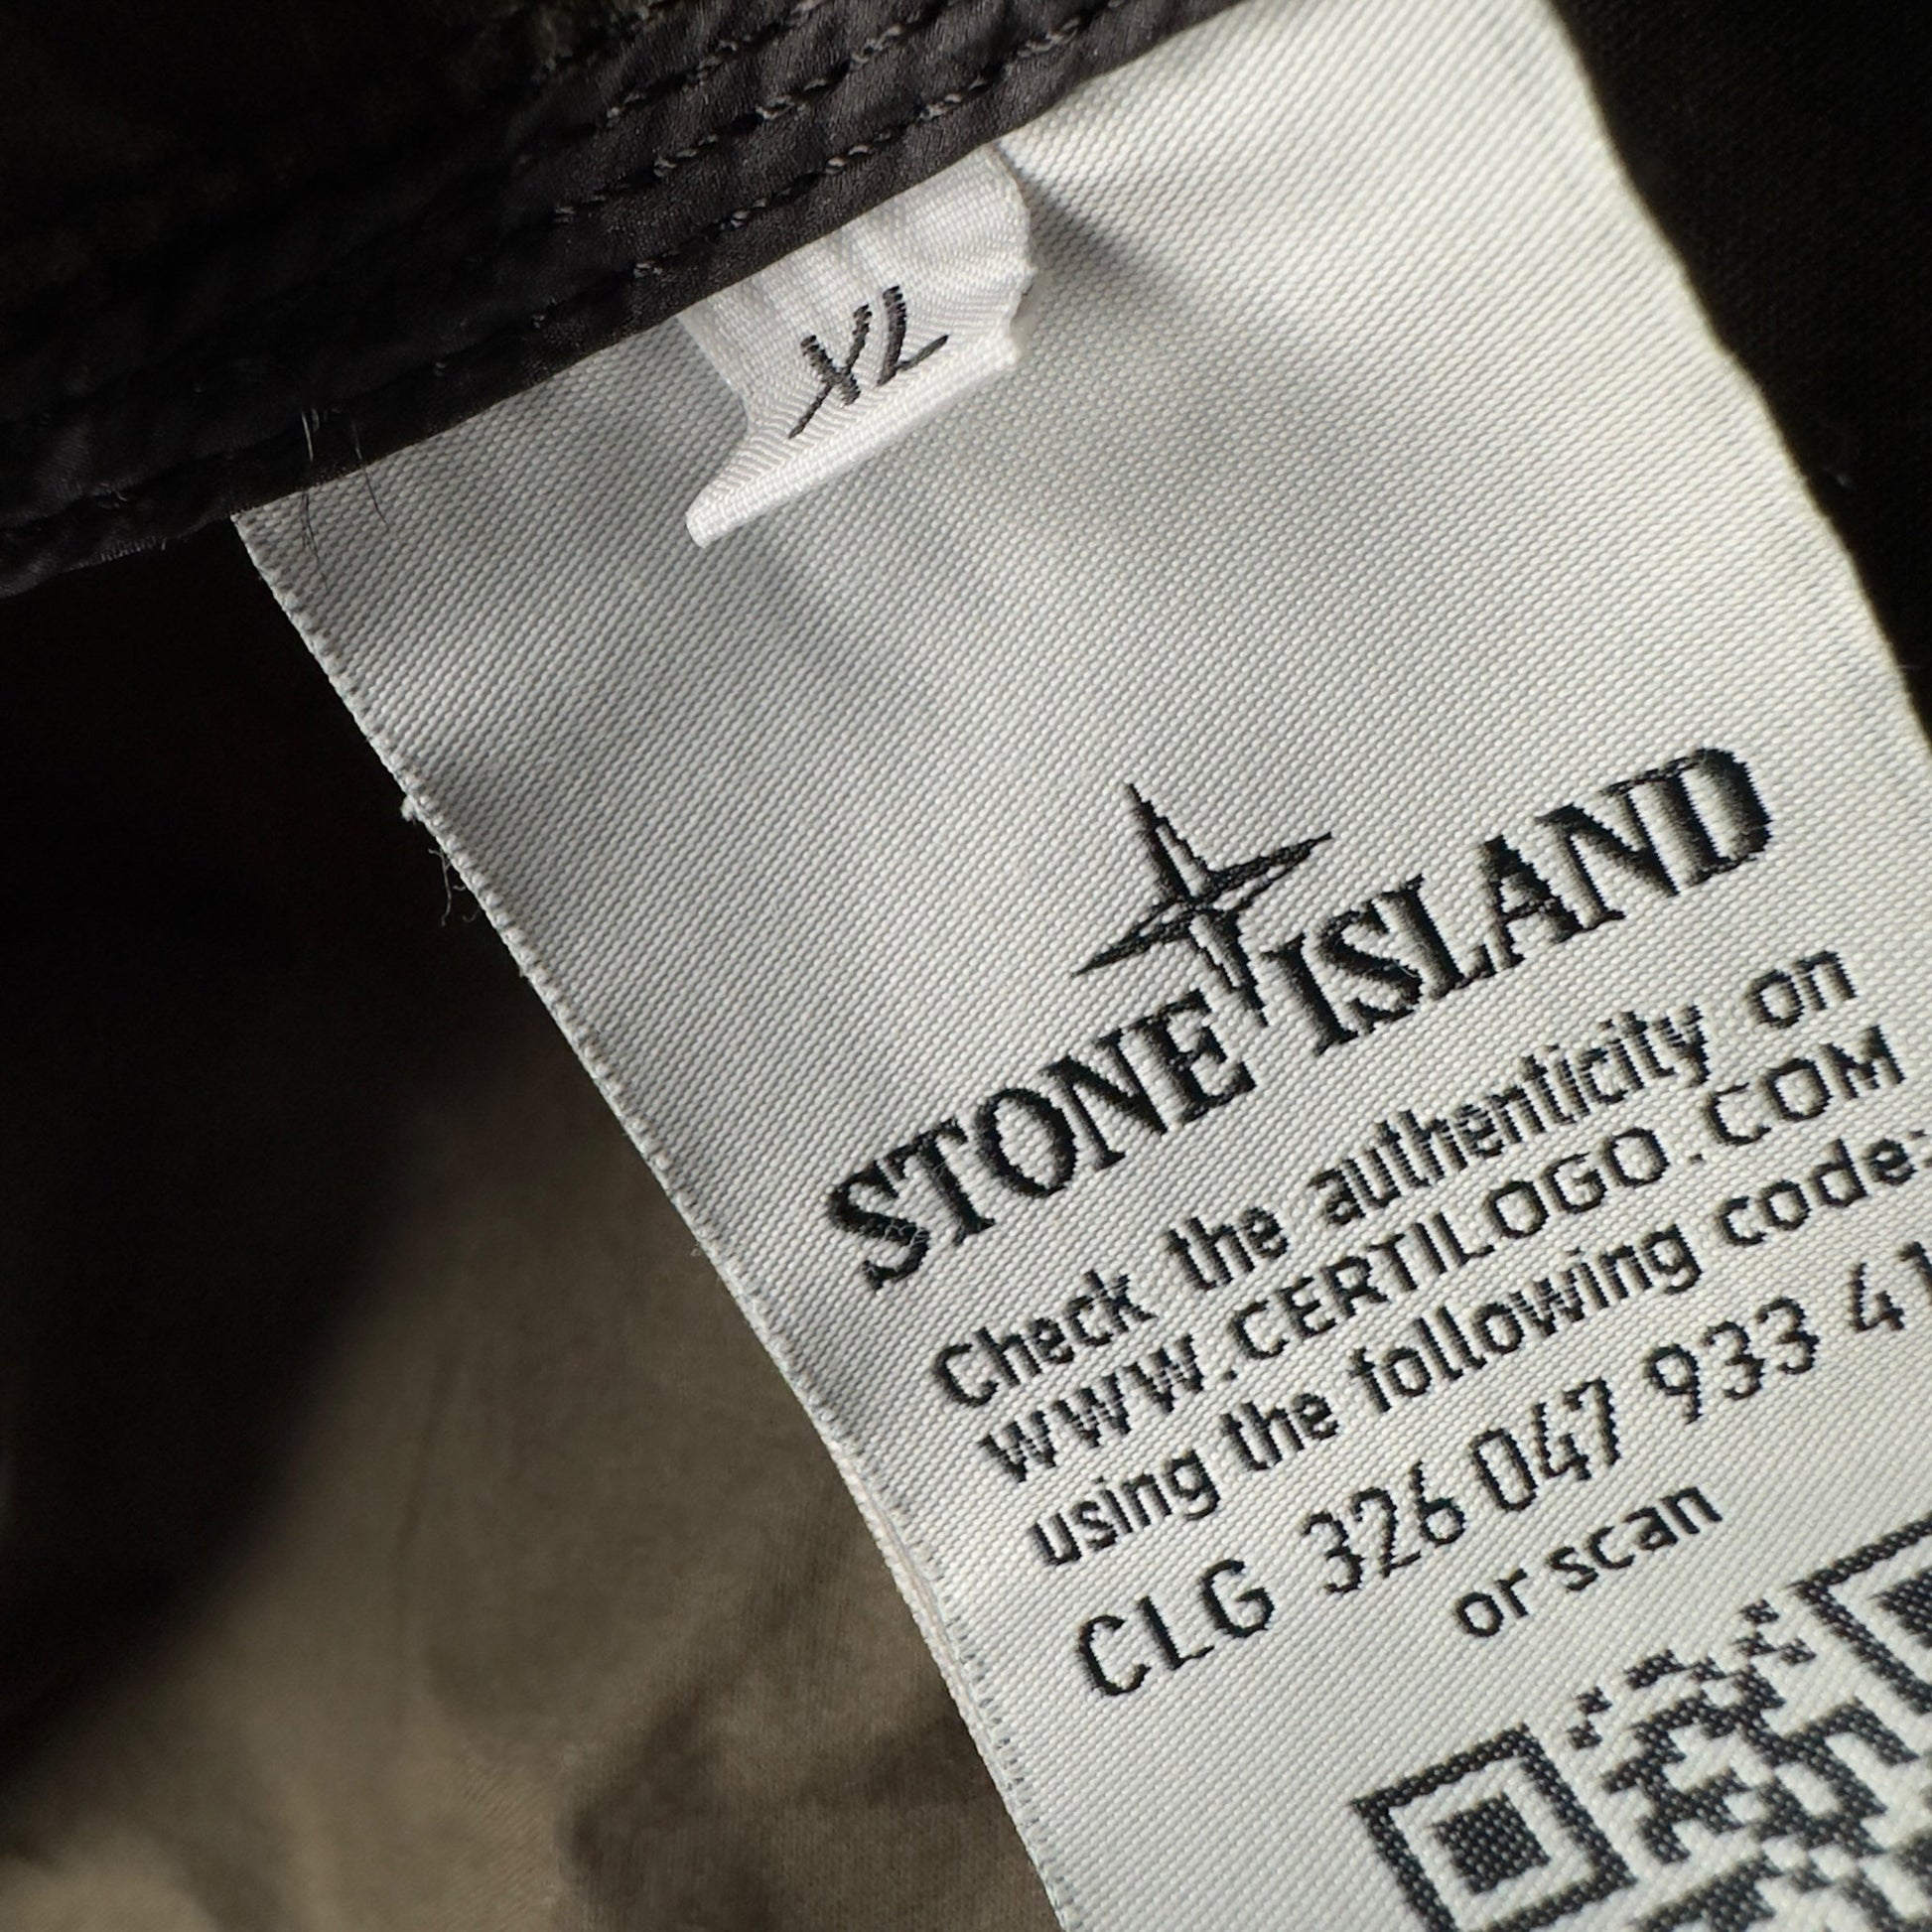 XL
STONE ISLAND
Check the authenticity on
WWW.CERTILOGO.COM
using the following code:
CLG 326 047 933 41
or scan